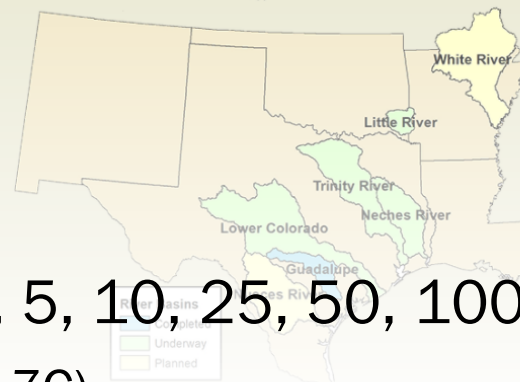 White River
Little River
Trinity River
Neches River
Lower Colorado
Guadalupe
5, 10, 25, 50, 100
River Basins
Completed
Underway
Planned